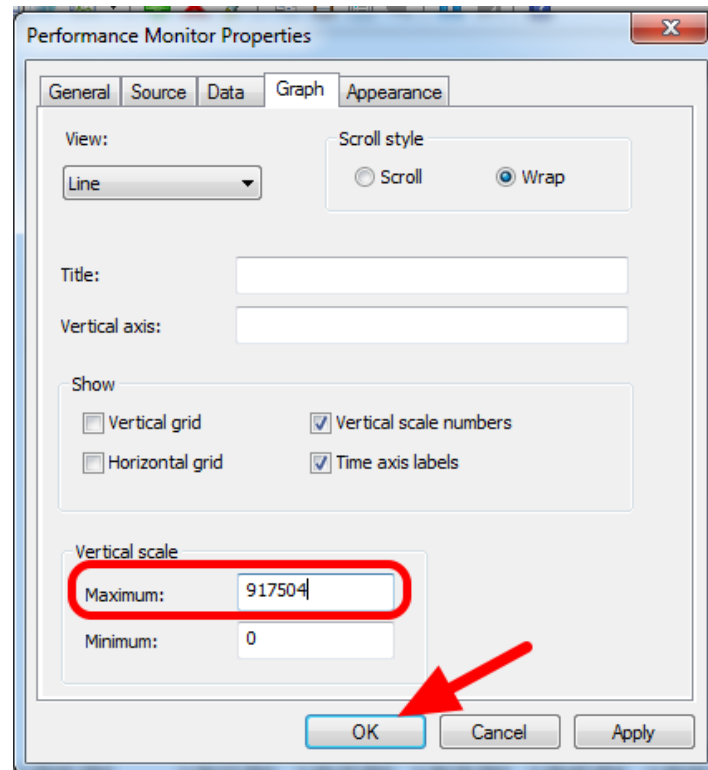 Performance Monitor Properties
General Source Data Graph Appearance
View:
Scroll style
Line
Scroll Wrap
Title:
Vertical axis:
Show
Vertical grid
Vertical scale numbers
Horizontal grid
Time axis labels
Vertical scale
Maximum: 917504
Minimum: 0
OK Cancel Apply